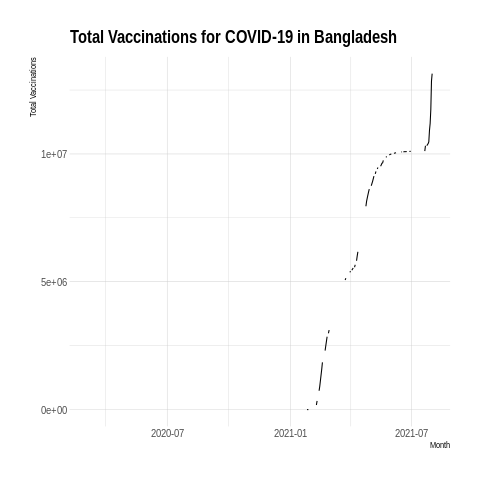 Total Vaccinations for COVID-19 in Bangladesh
Total Vaccinations
1e+07
5e+06
0e+00
2020-07
2021-01
2021-07
Month